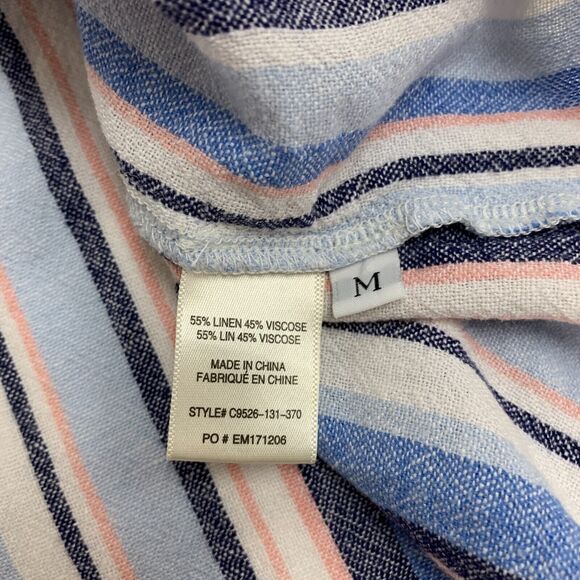 M
55% LINEN 45% VISCOSE
55% LIN 45% VISCOSE
MADE IN CHINA
FABRIQUÉ EN CHINE
STYLE# C9526-131-370
PO # EM171206